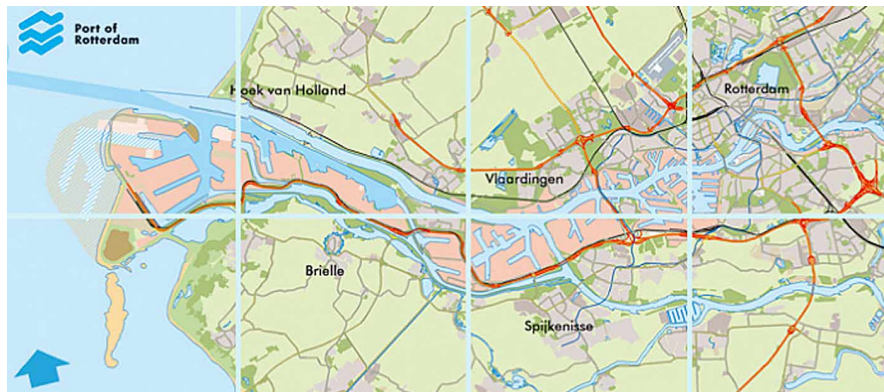 Port of
Rotterdam
Hoek van Holland
Rotterdam
Vlaardingen
Brielle
Spijkenisse